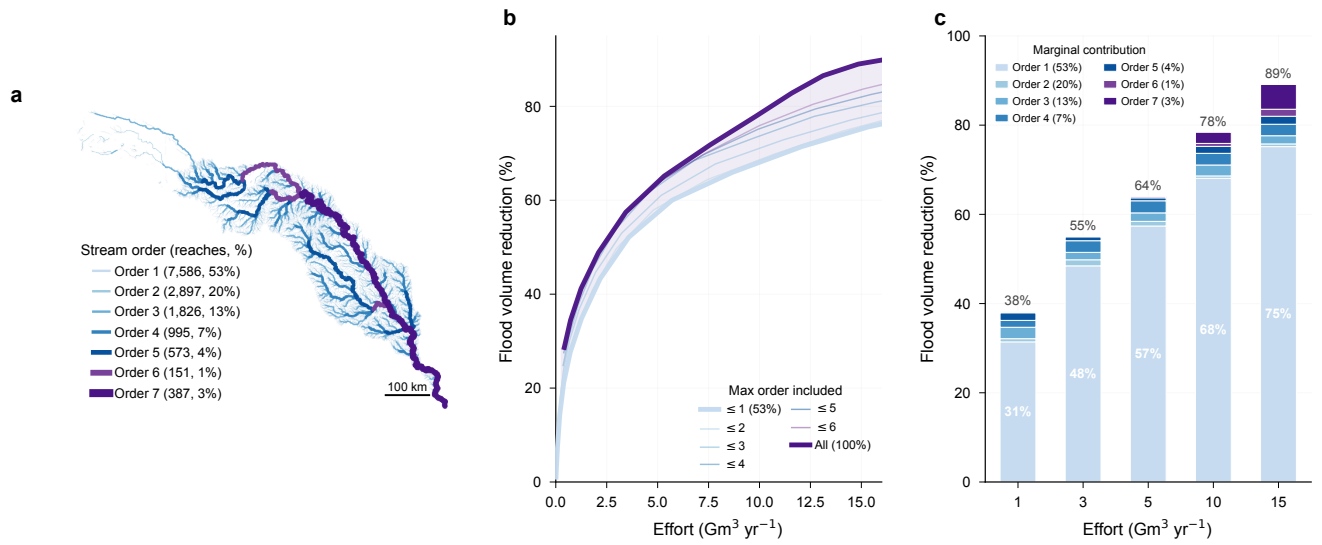 a
Stream order (reaches, %)
Order 1 (7,586, 53%)
Order 2 (2,897, 20%)
Order 3 (1,826, 13%)
Order 4 (995, 7%)
Order 5 (573, 4%)
Order 6 (151, 1%)
Order 7 (387, 3%)
100 km
b
Flood volume reduction (%)
80
60
40
20
0
0.0 2.5 5.0 7.5 10.0 12.5 15.0
Effort (Gm³ yr⁻¹)
Max order included
≤ 1 (53%)
≤ 2
≤ 3
≤ 4
≤ 5
≤ 6
All (100%)
c
Flood volume reduction (%)
100
80
60
40
20
0
Marginal contribution
Order 1 (53%)
Order 2 (20%)
Order 3 (13%)
Order 4 (7%)
Order 5 (4%)
Order 6 (1%)
Order 7 (3%)
38%
55%
64%
78%
89%
31%
48%
57%
68%
75%
1 3 5 10 15
Effort (Gm³ yr⁻¹)